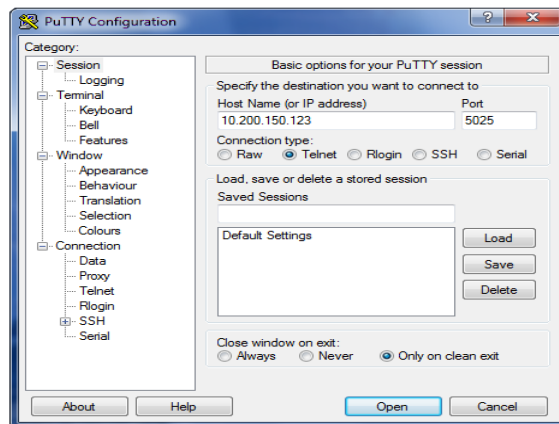 PuTTY Configuration
?
Category:
Session
Logging
Terminal
Keyboard
Bell
Features
Window
Appearance
Behaviour
Translation
Selection
Colours
Connection
Data
Proxy
Telnet
Rlogin
SSH
Serial
Basic options for your PuTTY session
Specify the destination you want to connect to
Host Name (or IP address) Port
10.200.150.123 5025
Connection type:
Raw Telnet Rlogin SSH Serial
Load, save or delete a stored session
Saved Sessions
Default Settings
Load
Save
Delete
Close window on exit:
Always Never Only on clean exit
About Help Open Cancel